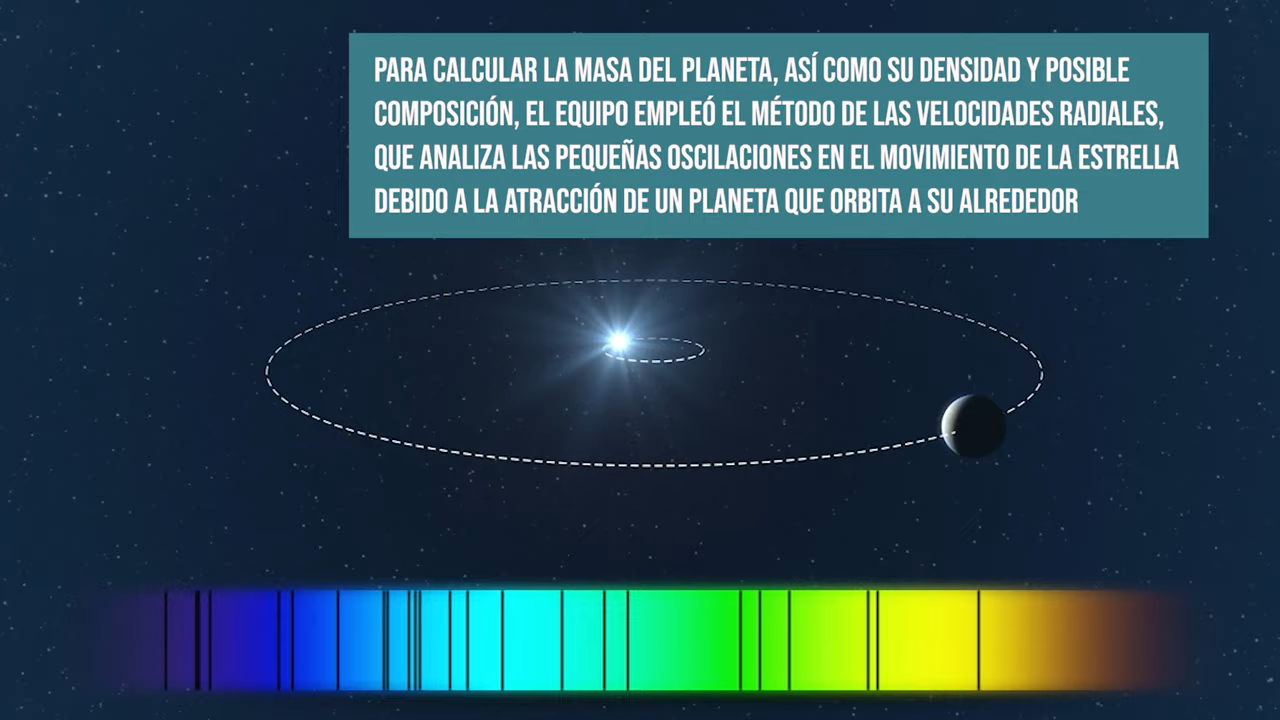 PARA CALCULAR LA MASA DEL PLANETA, ASÍ COMO SU DENSIDAD Y POSIBLE
COMPOSICIÓN, EL EQUIPO EMPLEÓ EL MÉTODO DE LAS VELOCIDADES RADIALES,
QUE ANALIZA LAS PEQUEÑAS OSCILACIONES EN EL MOVIMIENTO DE LA ESTRELLA
DEBIDO A LA ATRACCIÓN DE UN PLANETA QUE ORBITA A SU ALREDEDOR